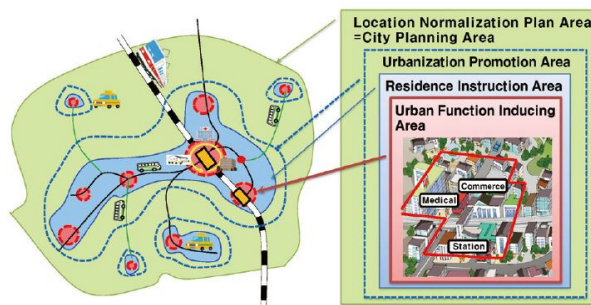 Location Normalization Plan Area
=City Planning Area
Urbanization Promotion Area
Residence Instruction Area
Urban Function Inducing
Area
Commerce
Medical
Station